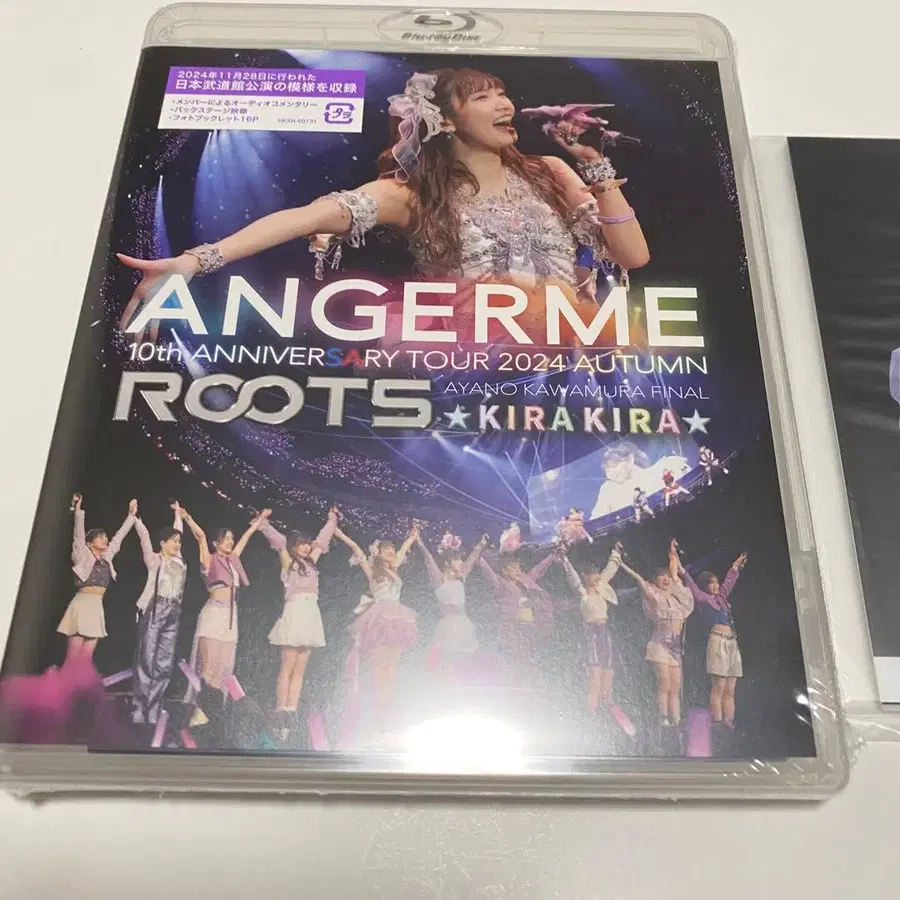 Blu-ray Disc
2024年11月28日に行われた
日本武道館公演の模様を収録
・メンバーによるオーディオコメンタリー
・バックステージ映像
・フォトブックレット16P
HKXN-50131
ANGERME
10th ANNIVERSARY TOUR 2024 AUTUMN
ROOTS
AYANO KAWAMURA FINAL
★KIRAKIRA★